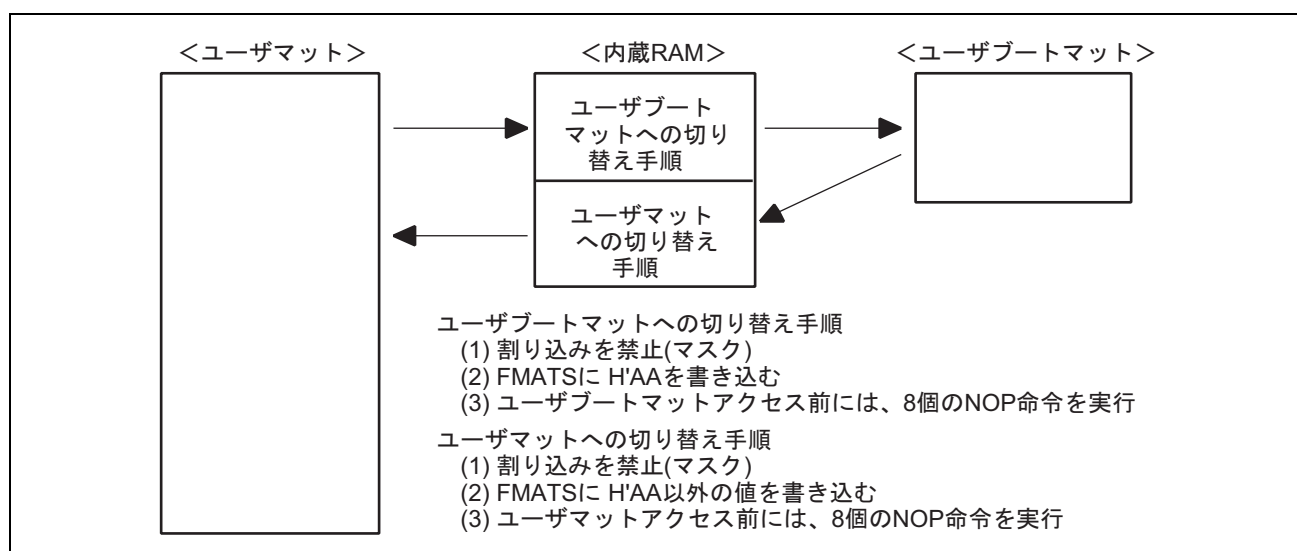 ＜ユーザマット＞
＜内蔵RAM＞
＜ユーザブートマット＞
ユーザブート
マットへの切り
替え手順
ユーザマット
への切り替え
手順
ユーザブートマットへの切り替え手順
(1) 割り込みを禁止(マスク)
(2) FMATSに H'AAを書き込む
(3) ユーザブートマットアクセス前には、8個のNOP命令を実行
ユーザマットへの切り替え手順
(1) 割り込みを禁止(マスク)
(2) FMATSに H'AA以外の値を書き込む
(3) ユーザマットアクセス前には、8個のNOP命令を実行